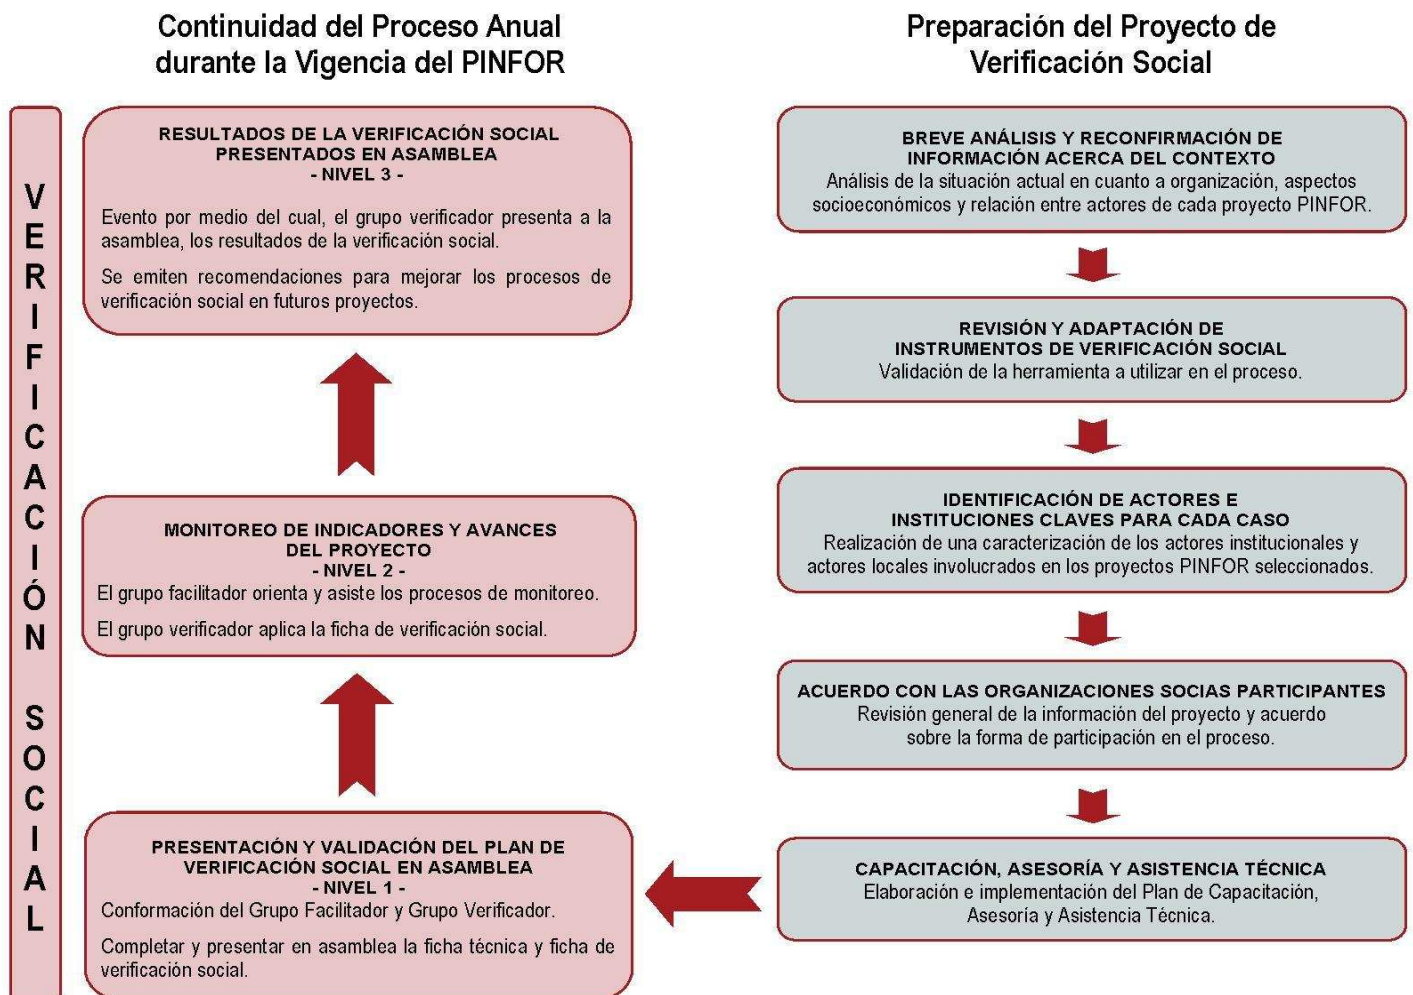 Continuidad del Proceso Anual
durante la Vigencia del PINFOR
VERIFICACIÓN SOCIAL
RESULTADOS DE LA VERIFICACIÓN SOCIAL
PRESENTADOS EN ASAMBLEA
- NIVEL 3 -
Evento por medio del cual, el grupo verificador presenta a la
asamblea, los resultados de la verificación social.
Se emiten recomendaciones para mejorar los procesos de
verificación social en futuros proyectos.
MONITOREO DE INDICADORES Y AVANCES
DEL PROYECTO
- NIVEL 2 -
El grupo facilitador orienta y asiste los procesos de monitoreo.
El grupo verificador aplica la ficha de verificación social.
PRESENTACIÓN Y VALIDACIÓN DEL PLAN DE
VERIFICACIÓN SOCIAL EN ASAMBLEA
- NIVEL 1 -
Conformación del Grupo Facilitador y Grupo Verificador.
Completar y presentar en asamblea la ficha técnica y ficha de
verificación social.
Preparación del Proyecto de
Verificación Social
BREVE ANÁLISIS Y RECONFIRMACIÓN DE
INFORMACIÓN ACERCA DEL CONTEXTO
Análisis de la situación actual en cuanto a organización, aspectos
socioeconómicos y relación entre actores de cada proyecto PINFOR.
REVISIÓN Y ADAPTACIÓN DE
INSTRUMENTOS DE VERIFICACIÓN SOCIAL
Validación de la herramienta a utilizar en el proceso.
IDENTIFICACIÓN DE ACTORES E
INSTITUCIONES CLAVES PARA CADA CASO
Realización de una caracterización de los actores institucionales y
actores locales involucrados en los proyectos PINFOR seleccionados.
ACUERDO CON LAS ORGANIZACIONES SOCIAS PARTICIPANTES
Revisión general de la información del proyecto y acuerdo
sobre la forma de participación en el proceso.
CAPACITACIÓN, ASESORÍA Y ASISTENCIA TÉCNICA
Elaboración e implementación del Plan de Capacitación,
Asesoría y Asistencia Técnica.